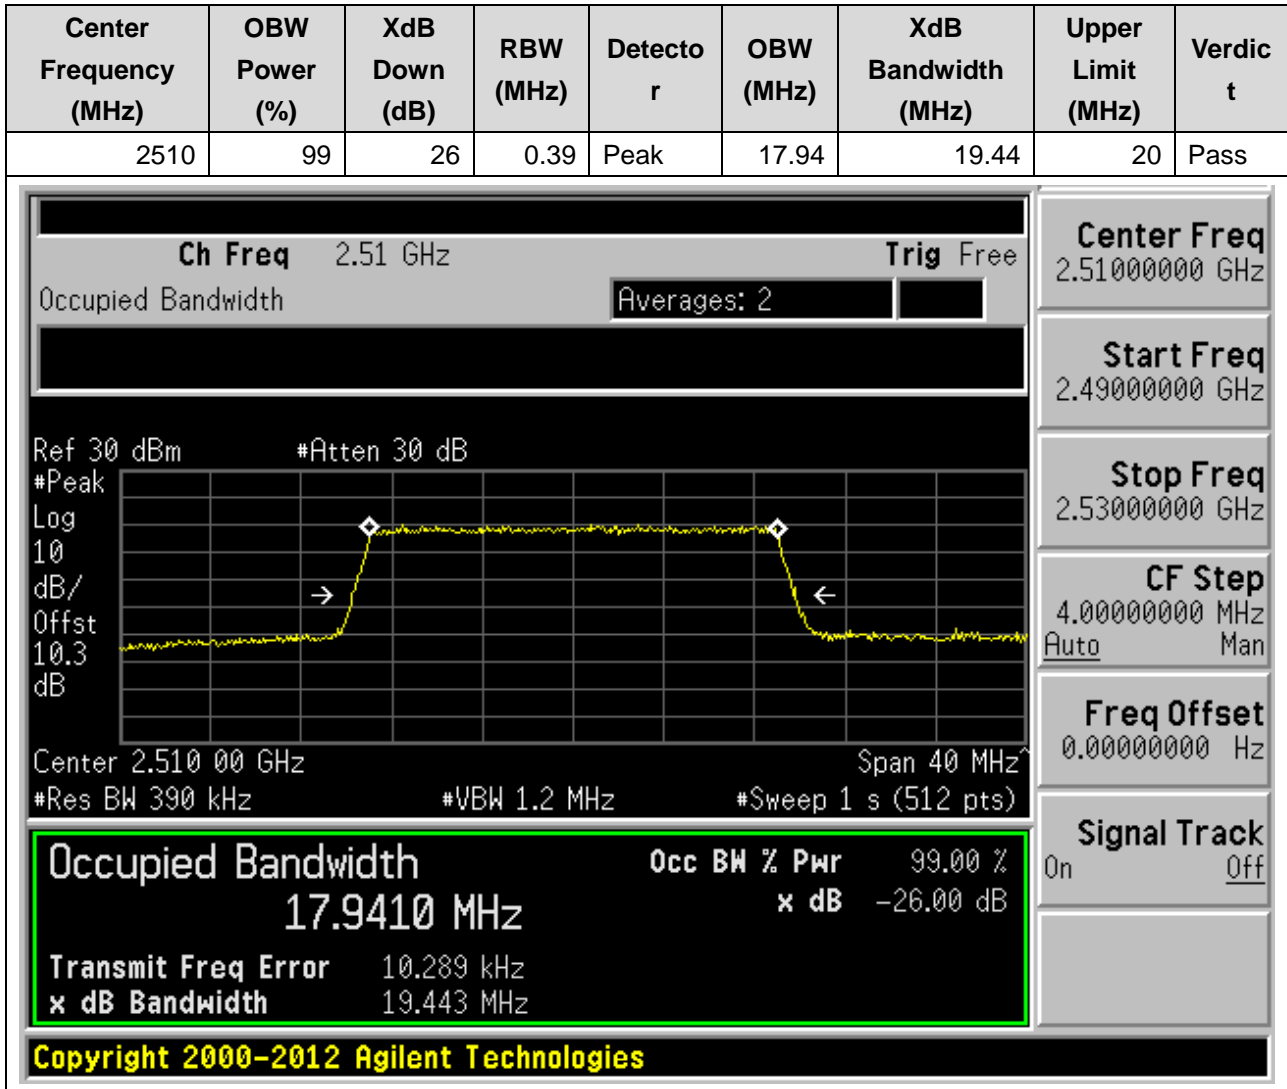 Center Frequency (MHz) OBW Power (%) XdB Down (dB) RBW (MHz) Detecto r OBW (MHz) XdB Bandwidth (MHz) Upper Limit (MHz) Verdic t
2510 99 26 0.39 Peak 17.94 19.44 20 Pass
Ch Freq 2.51 GHz Trig Free
Occupied Bandwidth Averages: 2
Ref 30 dBm #Atten 30 dB
#Peak
Log
10
dB/
Offst
10.3
dB
Center 2.510 00 GHz Span 40 MHz^
#Res BW 390 kHz #VBW 1.2 MHz #Sweep 1 s (512 pts)
Occupied Bandwidth Occ BW % Pwr 99.00 %
17.9410 MHz x dB -26.00 dB
Transmit Freq Error 10.289 kHz
x dB Bandwidth 19.443 MHz
Copyright 2000-2012 Agilent Technologies
Center Freq
2.51000000 GHz
Start Freq
2.49000000 GHz
Stop Freq
2.53000000 GHz
CF Step
4.00000000 MHz
Auto Man
Freq Offset
0.00000000 Hz
Signal Track
On Off